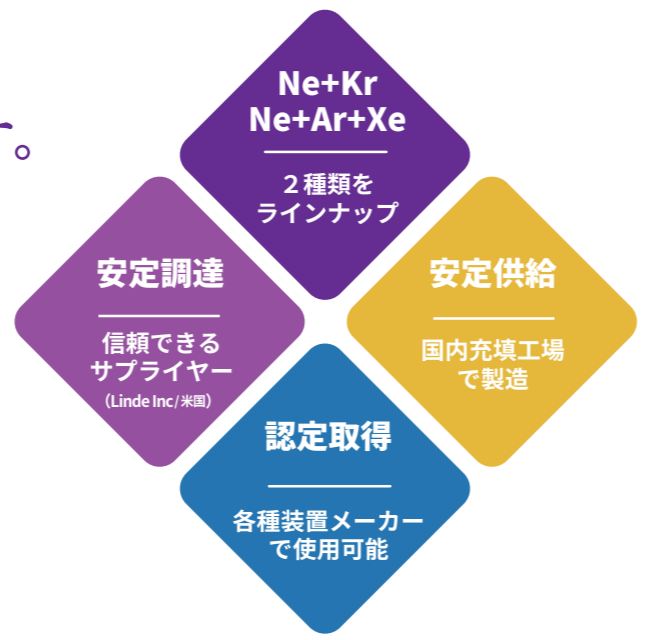 Ne+Kr
Ne+Ar+Xe
２種類を
ラインナップ
安定調達
信頼できる
サプライヤー
（Linde Inc/米国）
安定供給
国内充填工場
で製造
認定取得
各種装置メーカー
で使用可能